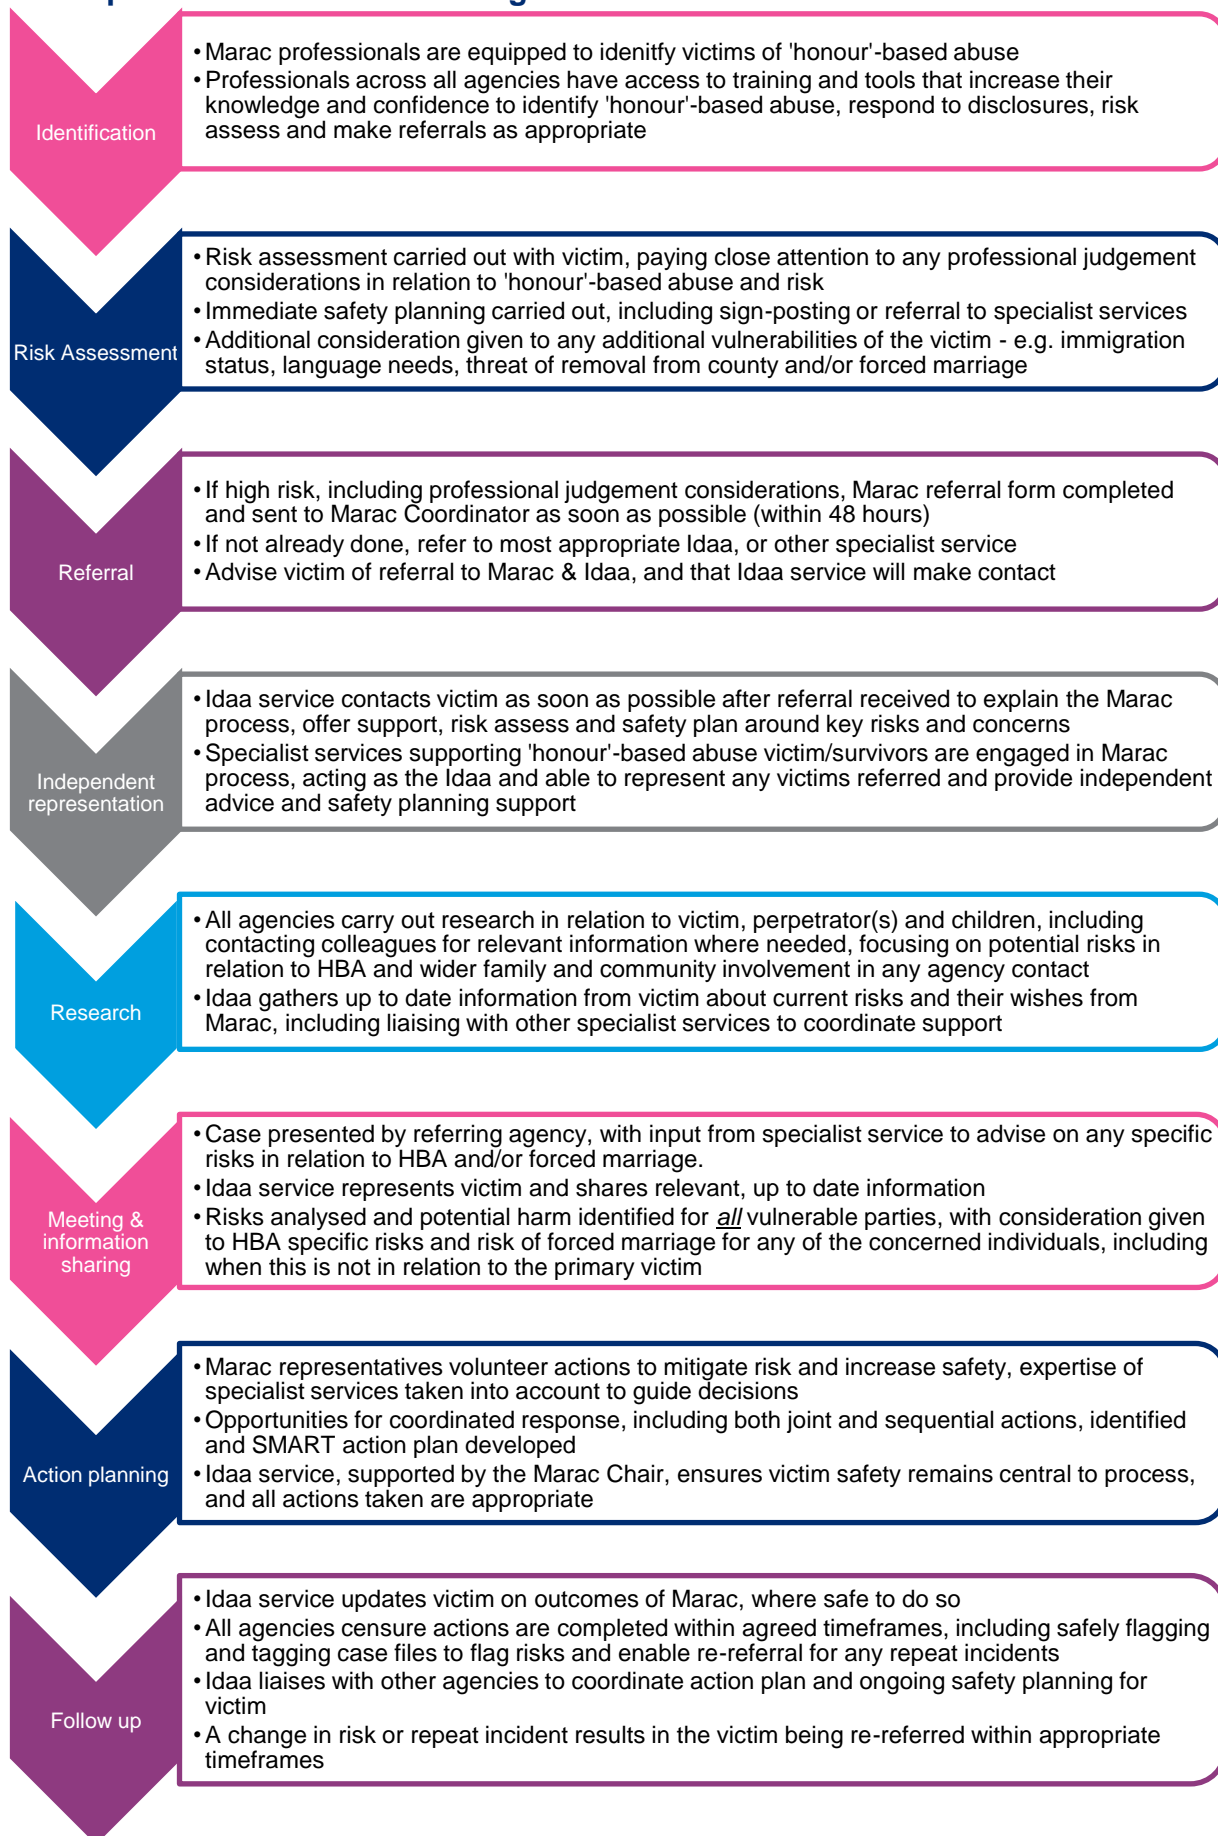 Identification
•Marac professionals are equipped to idenitfy victims of 'honour'-based abuse
•Professionals across all agencies have access to training and tools that increase their
knowledge and confidence to identify 'honour'-based abuse, respond to disclosures, risk
assess and make referrals as appropriate
Risk Assessment
•Risk assessment carried out with victim, paying close attention to any professional judgement
considerations in relation to 'honour'-based abuse and risk
•Immediate safety planning carried out, including sign-posting or referral to specialist services
•Additional consideration given to any additional vulnerabilities of the victim - e.g. immigration
status, language needs, threat of removal from county and/or forced marriage
Referral
•If high risk, including professional judgement considerations, Marac referral form completed
and sent to Marac Coordinator as soon as possible (within 48 hours)
•If not already done, refer to most appropriate Idaa, or other specialist service
•Advise victim of referral to Marac & Idaa, and that Idaa service will make contact
Independent
representation
•Idaa service contacts victim as soon as possible after referral received to explain the Marac
process, offer support, risk assess and safety plan around key risks and concerns
•Specialist services supporting 'honour'-based abuse victim/survivors are engaged in Marac
process, acting as the Idaa and able to represent any victims referred and provide independent
advice and safety planning support
Research
•All agencies carry out research in relation to victim, perpetrator(s) and children, including
contacting colleagues for relevant information where needed, focusing on potential risks in
relation to HBA and wider family and community involvement in any agency contact
•Idaa gathers up to date information from victim about current risks and their wishes from
Marac, including liaising with other specialist services to coordinate support
Meeting &
information
sharing
•Case presented by referring agency, with input from specialist service to advise on any specific
risks in relation to HBA and/or forced marriage.
•Idaa service represents victim and shares relevant, up to date information
•Risks analysed and potential harm identified for all vulnerable parties, with consideration given
to HBA specific risks and risk of forced marriage for any of the concerned individuals, including
when this is not in relation to the primary victim
Action planning
•Marac representatives volunteer actions to mitigate risk and increase safety, expertise of
specialist services taken into account to guide decisions
•Opportunities for coordinated response, including both joint and sequential actions, identified
and SMART action plan developed
•Idaa service, supported by the Marac Chair, ensures victim safety remains central to process,
and all actions taken are appropriate
Follow up
•Idaa service updates victim on outcomes of Marac, where safe to do so
•All agencies censure actions are completed within agreed timeframes, including safely flagging
and tagging case files to flag risks and enable re-referral for any repeat incidents
•Idaa liaises with other agencies to coordinate action plan and ongoing safety planning for
victim
•A change in risk or repeat incident results in the victim being re-referred within appropriate
timeframes